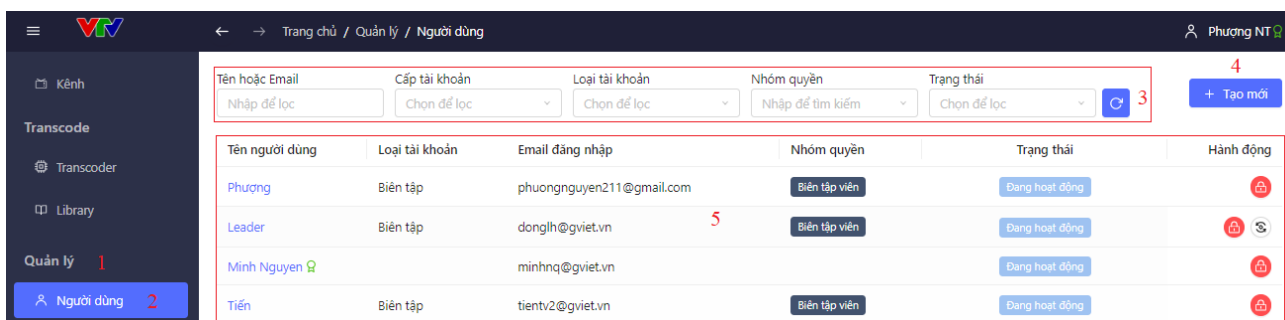 VTV
Trang chủ / Quản lý / Người dùng
Phượng NT
Kênh
Transcode
Transcoder
Library
Quản lý 1
Người dùng 2
Tên hoặc Email Cấp tài khoản Loại tài khoản Nhóm quyền Trạng thái
Nhập để lọc Chọn để lọc Chọn để lọc Nhập để tìm kiếm Chọn để lọc 3
4
+ Tạo mới
Tên người dùng Loại tài khoản Email đăng nhập Nhóm quyền Trạng thái Hành động
Phượng Biên tập phuongnguyen211@gmail.com Biên tập viên Đang hoạt động
Leader Biên tập donglh@gviet.vn 5 Biên tập viên Đang hoạt động
Minh Nguyen minhnq@gviet.vn Đang hoạt động
Tiến Biên tập tientv2@gviet.vn Biên tập viên Đang hoạt động